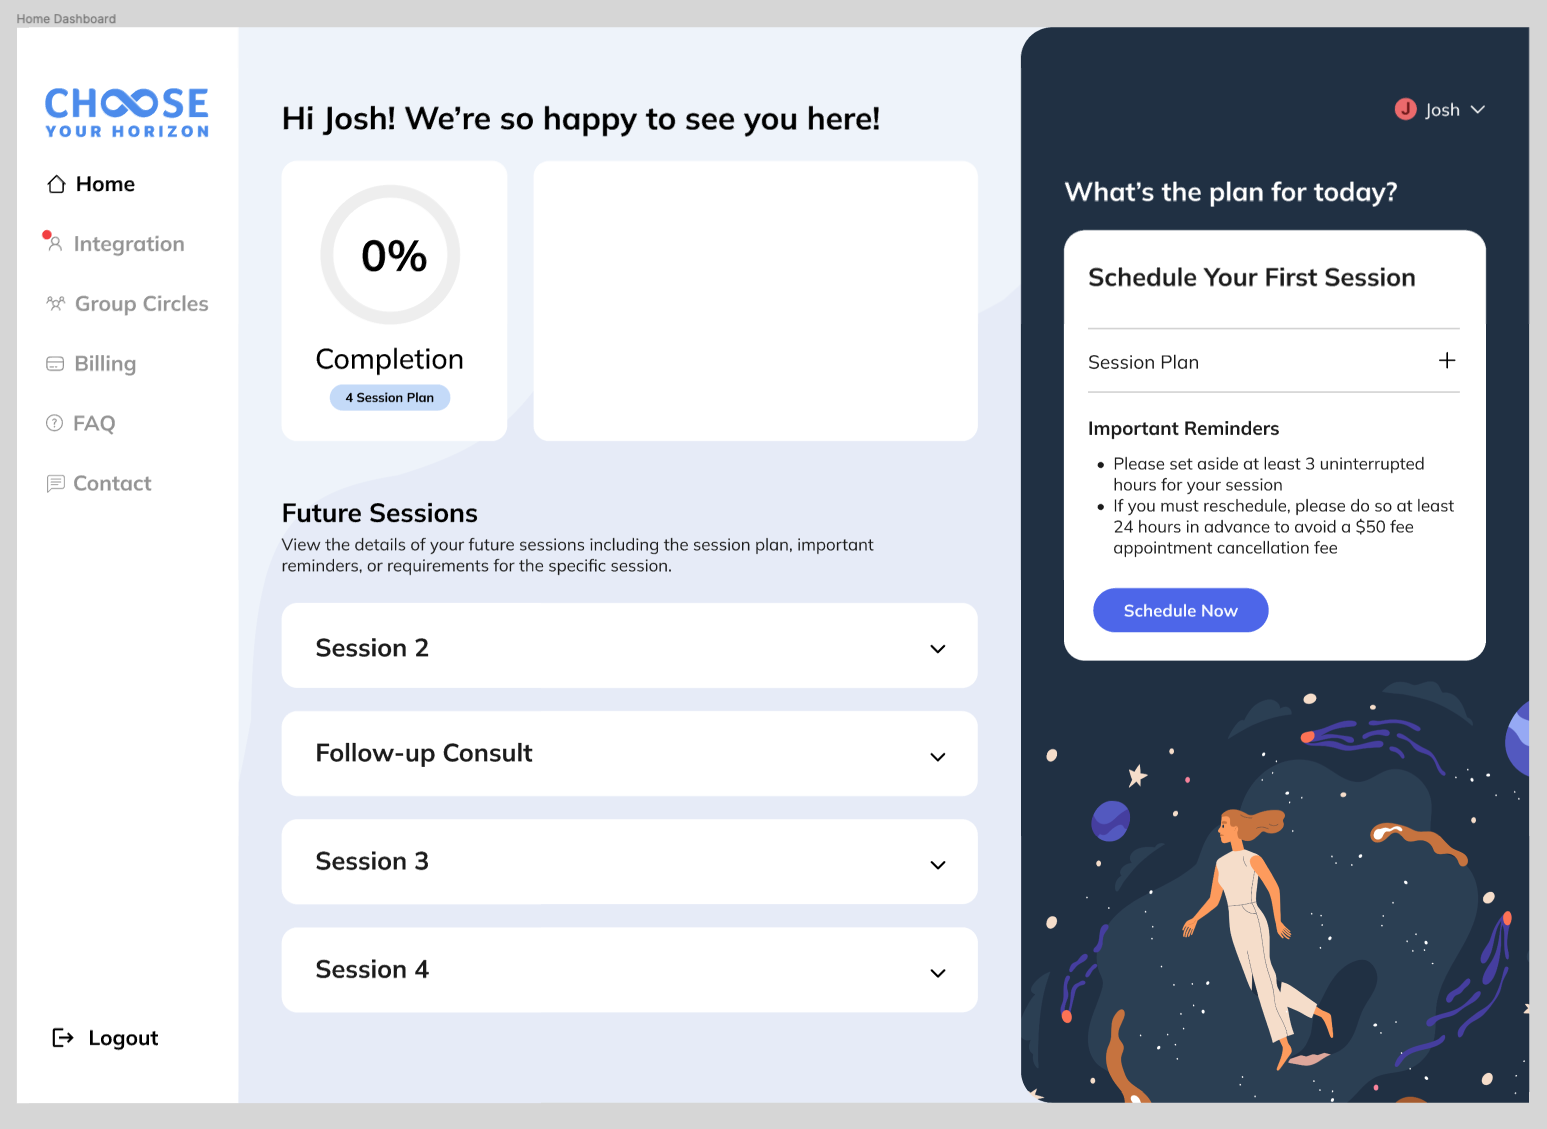 Home Dashboard
CHOOSE
YOUR HORIZON
Home
Integration
Group Circles
Billing
FAQ
Contact
Logout
Hi Josh! We’re so happy to see you here!
0%
Completion
4 Session Plan
Future Sessions
View the details of your future sessions including the session plan, important
reminders, or requirements for the specific session.
Session 2
Follow-up Consult
Session 3
Session 4
J Josh
What’s the plan for today?
Schedule Your First Session
Session Plan
Important Reminders
• Please set aside at least 3 uninterrupted
hours for your session
• If you must reschedule, please do so at least
24 hours in advance to avoid a $50 fee
appointment cancellation fee
Schedule Now